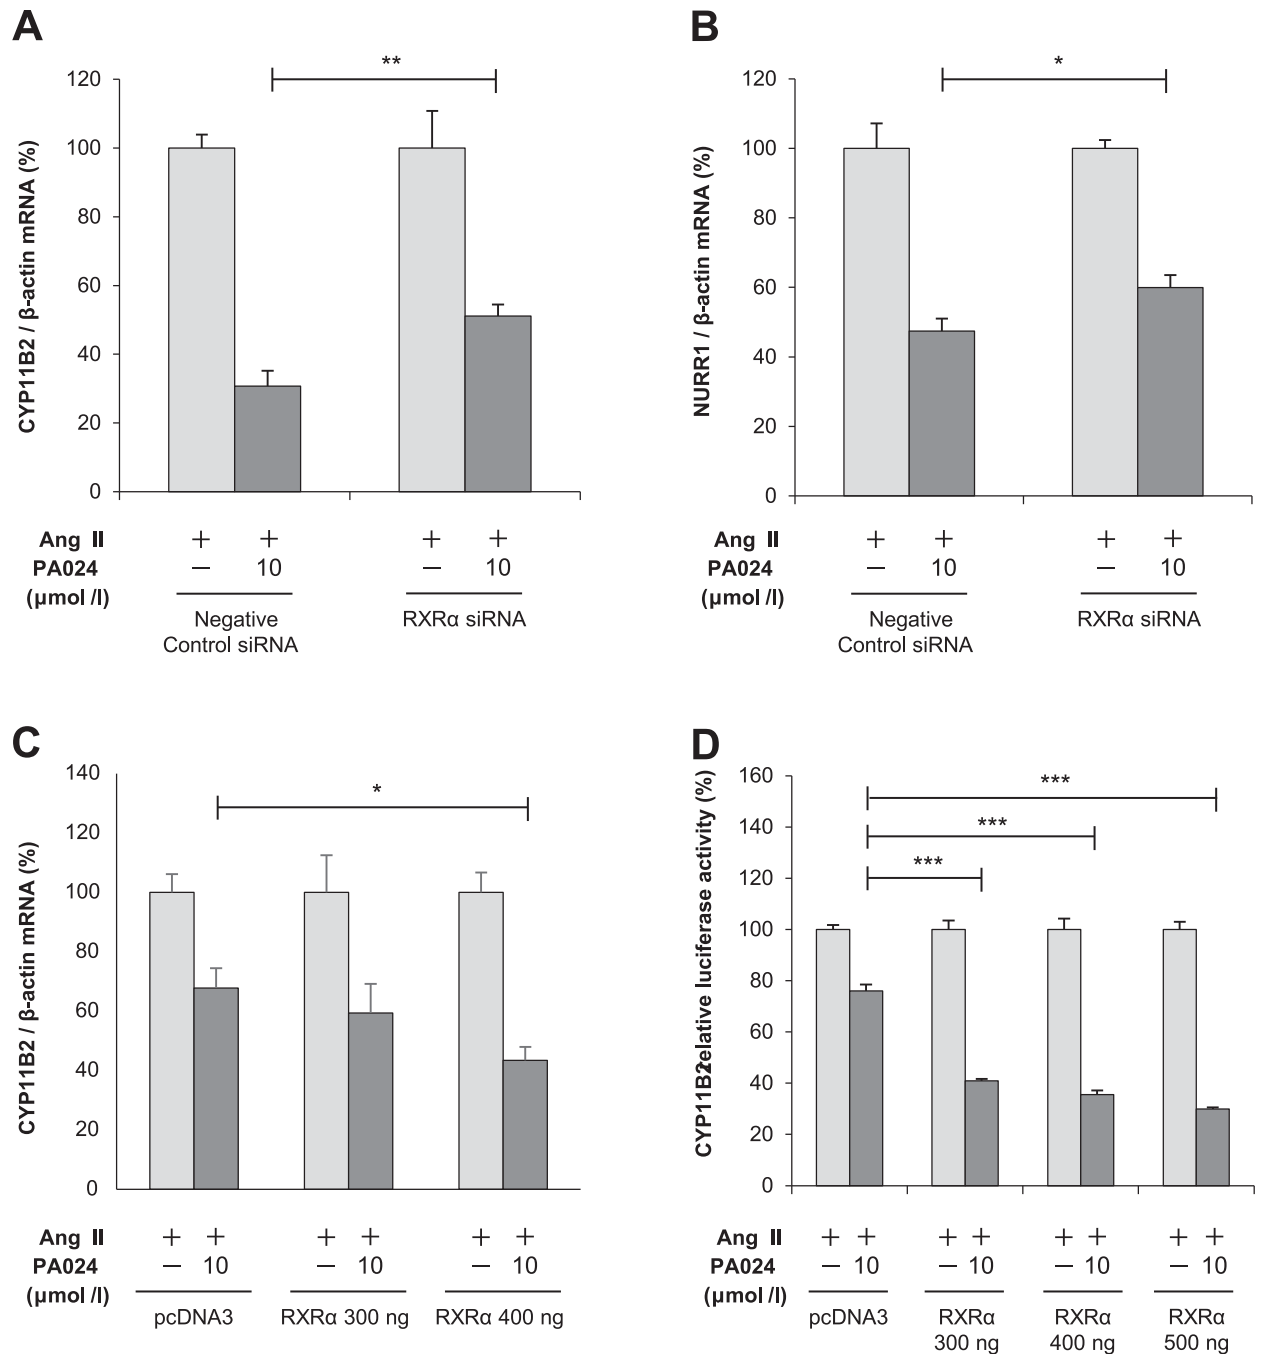 A
CYP11B2 / β-actin mRNA (%)
120
100
80
60
40
20
0
**
Ang II + + + +
PA024 – 10 – 10
(μmol /l)
Negative
Control siRNA
RXRα siRNA
B
NURR1 / β-actin mRNA (%)
120
100
80
60
40
20
0
*
Ang II + + + +
PA024 – 10 – 10
(μmol /l)
Negative
Control siRNA
RXRα siRNA
C
CYP11B2 / β-actin mRNA (%)
140
120
100
80
60
40
20
0
*
Ang II + + + + + +
PA024 – 10 – 10 – 10
(μmol /l)
pcDNA3
RXRα 300 ng
RXRα 400 ng
D
CYP11B2 relative luciferase activity (%)
160
140
120
100
80
60
40
20
0
***
***
***
Ang II + + + + + + + +
PA024 – 10 – 10 – 10 – 10
(μmol /l)
pcDNA3
RXRα
300 ng
RXRα
400 ng
RXRα
500 ng